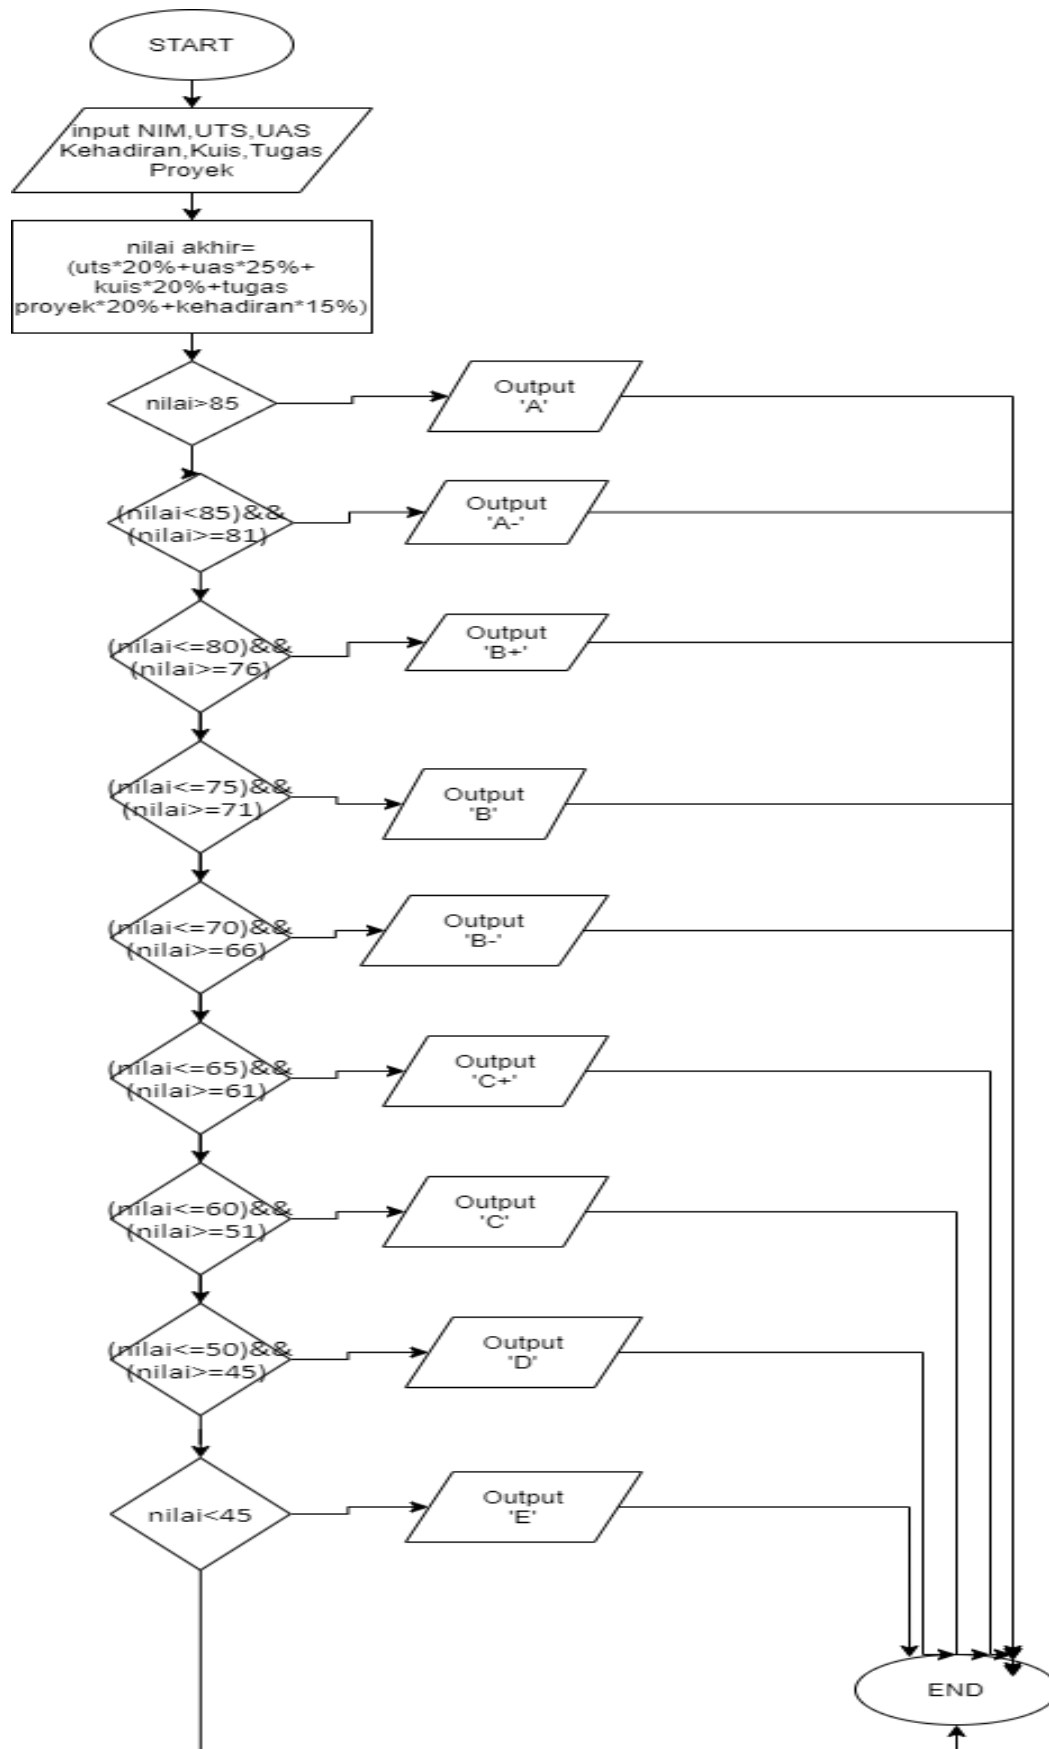 START
input NIM,UTS,UAS
Kehadiran,Kuis,Tugas
Proyek
nilai akhir=
(uts*20%+uas*25%+
kuis*20%+tugas
proyek*20%+kehadiran*15%)
nilai>85
Output
'A'
(nilai<85)&&
(nilai>=81)
Output
'A-'
(nilai<=80)&&
(nilai>=76)
Output
'B+'
(nilai<=75)&&
(nilai>=71)
Output
'B'
(nilai<=70)&&
(nilai>=66)
Output
'B-'
(nilai<=65)&&
(nilai>=61)
Output
'C+'
(nilai<=60)&&
(nilai>=51)
Output
'C'
(nilai<=50)&&
(nilai>=45)
Output
'D'
nilai<45
Output
'E'
END